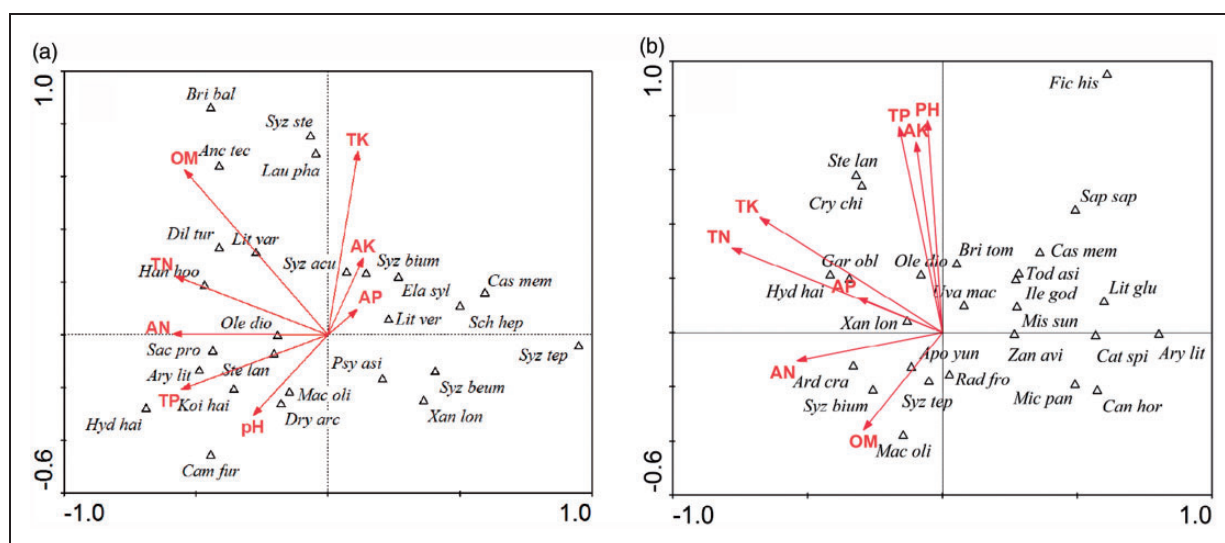 (a)
1.0
Bri bal
Syz ste
TK
OM
Anc tec
Lau pha
Dil tur
Lit var
TN
Han hoo
Syz acu
AK
Syz bium
Ela syl
Cas mem
AP
AN
Ole dio
Lit ver
Sch hep
Sac pro
Syz tep
Ary lit
Ste lan
Psy asi
TP
Koi hai
Mac oli
Syz beum
Hyd hai
pH
Dry arc
Xan lon
Cam fur
-0.6
-1.0
1.0
(b)
1.0
Fic his
TP
PH
AK
Ste lan
Cry chi
Sap sap
TK
TN
Gar obl
Ole dio
Bri tom
Cas mem
Tod asi
Hyd hai
AP
Uva mac
Ile god
Lit glu
Xan lon
Mis sun
Zan avi
Cat spi
Ary lit
AN
Apo yun
Ard cra
Rad fro
Syz bium
Syz tep
Mic pan
Can hor
OM
Mac oli
-0.6
-1.0
1.0